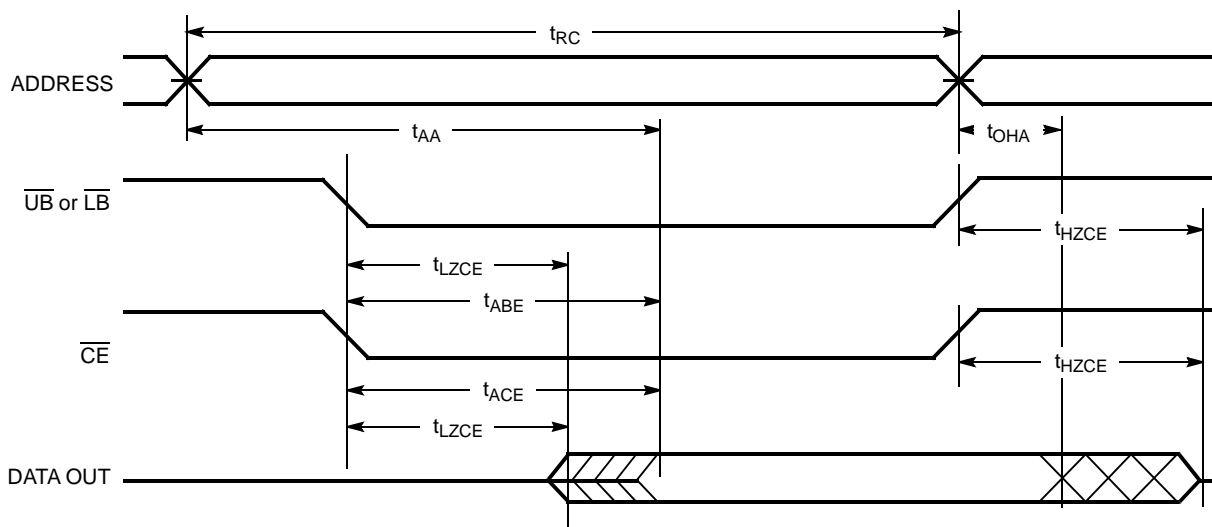 tRC
ADDRESS
tAA
tOHA
UB or LB
tHZCE
tLZCE
tABE
CE
tHZCE
tACE
tLZCE
DATA OUT